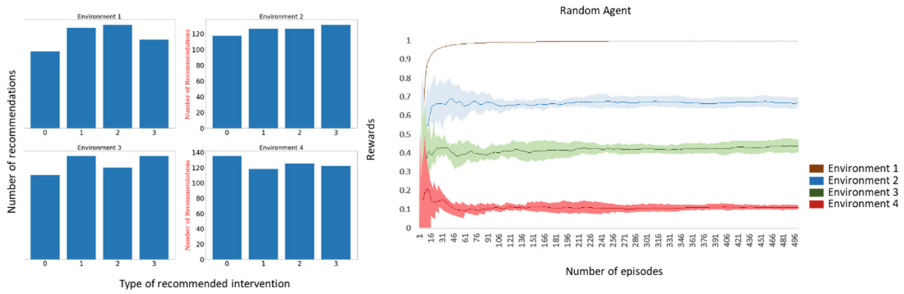 Random Agent
Environment 1
Environment 2
Number of recommendations
Number of Recommendations
120
100
80
60
40
20
0
0 1 2 3
0 1 2 3
Environment 3
Environment 4
Number of Recommendations
140
120
100
80
60
40
20
0
0 1 2 3
0 1 2 3
Type of recommended intervention
Rewards
1
0.9
0.8
0.7
0.6
0.5
0.4
0.3
0.2
0.1
0
1 16 31 46 61 76 91 106 121 136 151 166 181 196 211 226 241 256 271 286 301 316 331 346 361 376 391 406 421 436 451 466 481 496
Number of episodes
Environment 1
Environment 2
Environment 3
Environment 4